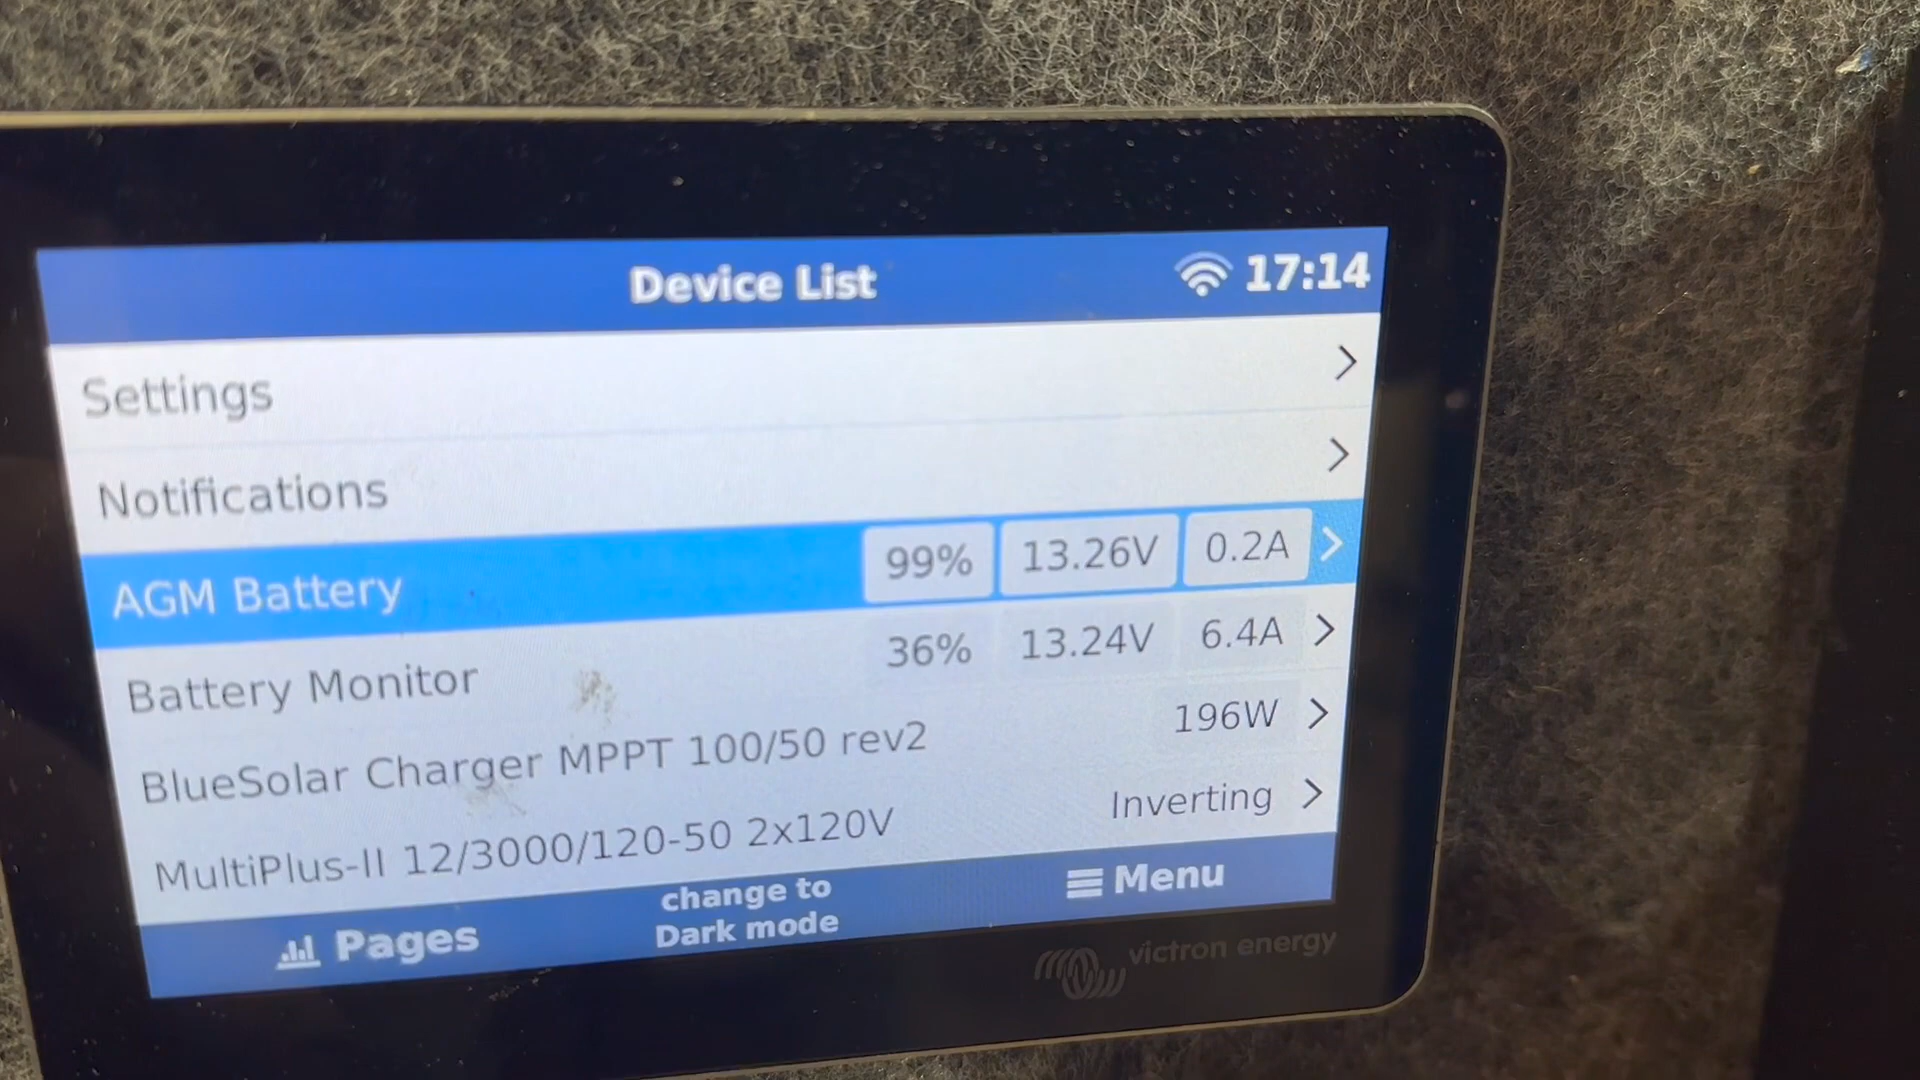 Device List 17:14
Settings
Notifications
AGM Battery 99% 13.26V 0.2A
Battery Monitor 36% 13.24V 6.4A
BlueSolar Charger MPPT 100/50 rev2 196W
MultiPlus-II 12/3000/120-50 2x120V Inverting
Pages
change to
Dark mode
Menu
victron energy